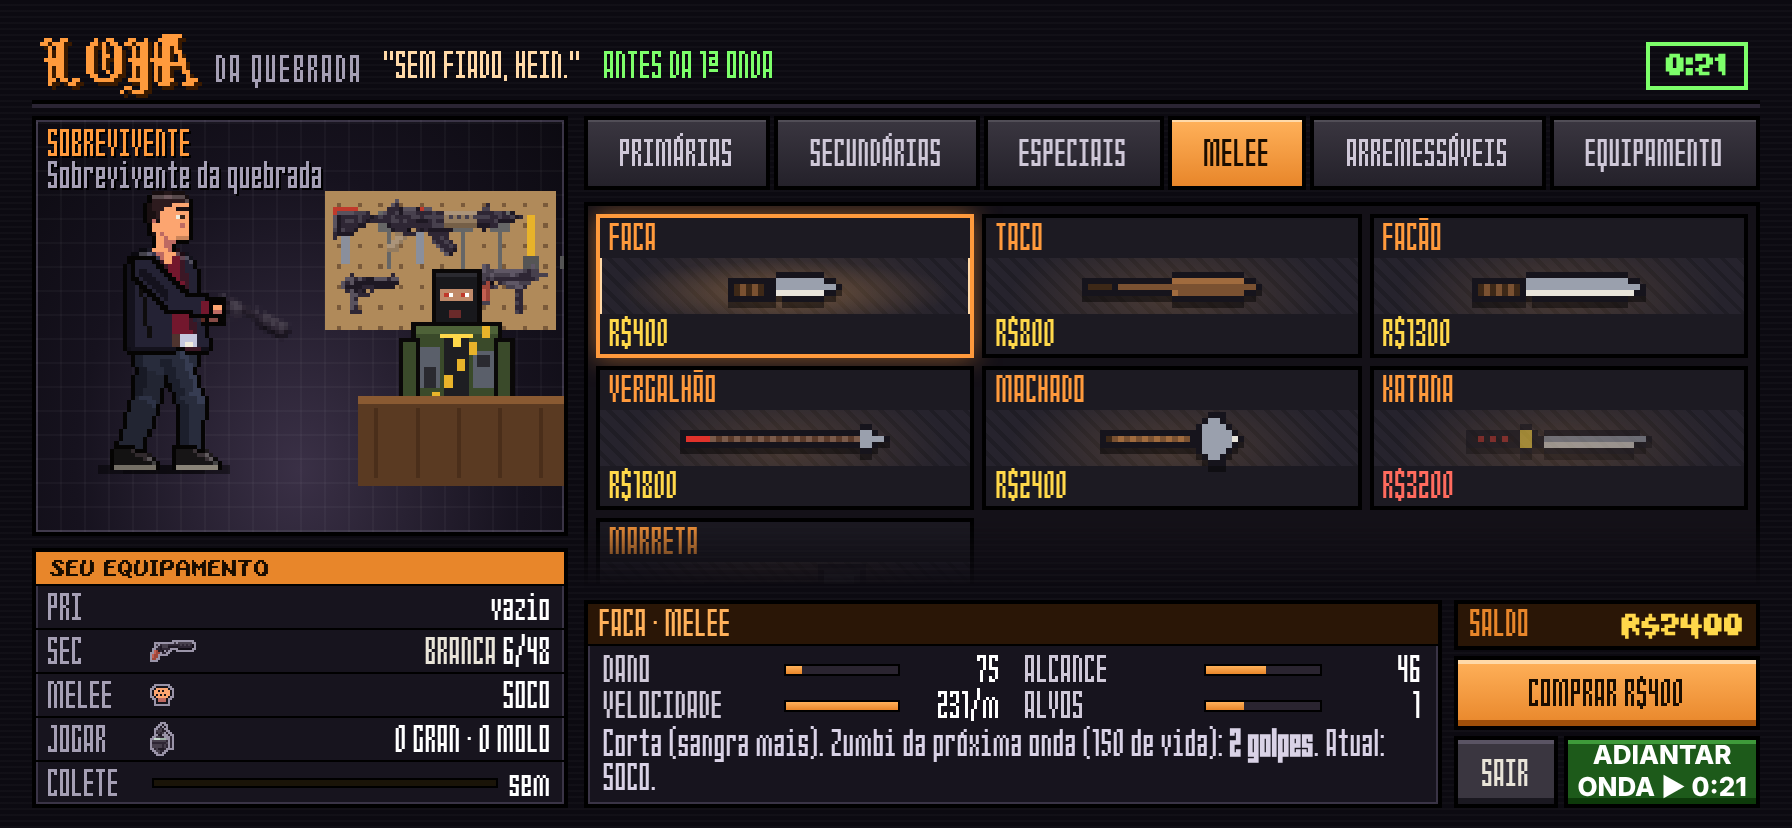 LOJA DA QUEBRADA "SEM FIADO, HEIN." ANTES DA 1ª ONDA 0:21
SOBREVIVENTE
Sobrevivente da quebrada
PRIMÁRIAS SECUNDÁRIAS ESPECIAIS MELEE ARREMESSÁVEIS EQUIPAMENTO
FACA TACO FACÃO
R$400 R$800 R$1300
VERGALHÃO MACHADO KATANA
R$1800 R$2400 R$3200
MARRETA
SEU EQUIPAMENTO
PRI vazio
SEC BRANCA 6/48
MELEE SOCO
JOGAR 0 GRAN · 0 MOLO
COLETE sem
FACA · MELEE
DANO 75 ALCANCE 46
VELOCIDADE 231/m ALVOS 1
Corta (sangra mais). Zumbi da próxima onda (150 de vida): 2 golpes. Atual:
SOCO.
SALDO R$2400
COMPRAR R$400
SAIR
ADIANTAR
ONDA ▶ 0:21